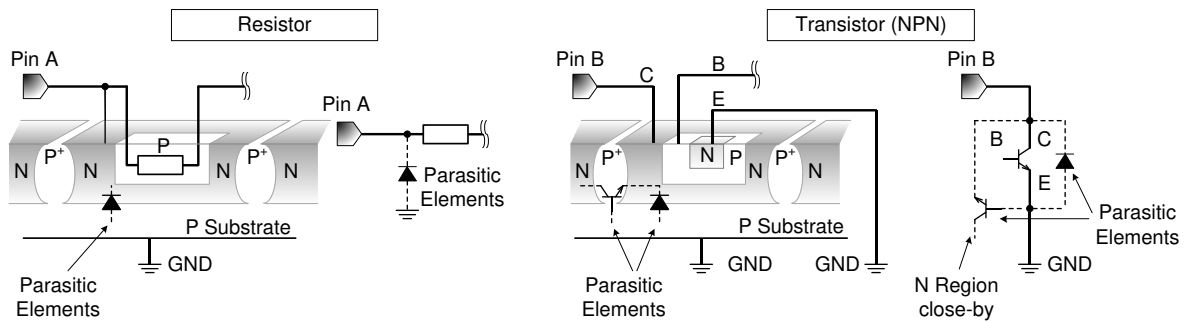 Resistor
Transistor (NPN)
Pin A
Pin B
C
B
E
Pin B
Pin A
N
P+
N
P
N
P+
N
N
P+
N
N
P
P+
N
B
C
E
Parasitic
Elements
P Substrate
GND
Parasitic
Elements
P Substrate
GND
GND
Parasitic
Elements
Parasitic
Elements
GND
N Region
close-by